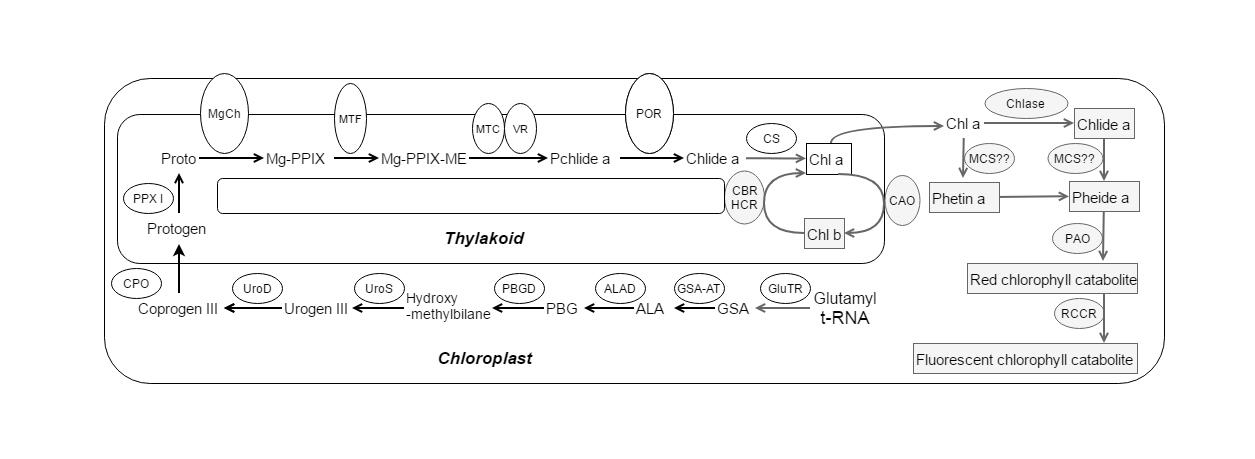 MgCh
MTF
MTC
VR
POR
CS
Chlase
Proto
Mg-PPIX
Mg-PPIX-ME
Pchlide a
Chlide a
Chl a
Chl a
Chlide a
MCS??
MCS??
PPX I
CBR
HCR
CAO
Phetin a
Pheide a
Protogen
Thylakoid
Chl b
PAO
CPO
UroD
UroS
PBGD
ALAD
GSA-AT
GluTR
Red chlorophyll catabolite
Coprogen III
Urogen III
Hydroxy
-methylbilane
PBG
ALA
GSA
Glutamyl
t-RNA
RCCR
Chloroplast
Fluorescent chlorophyll catabolite